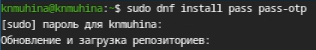 knmuhina@knmuhina:~$ sudo dnf install pass pass-otp
[sudo] пароль для knmuhina:
Обновление и загрузка репозиториев: